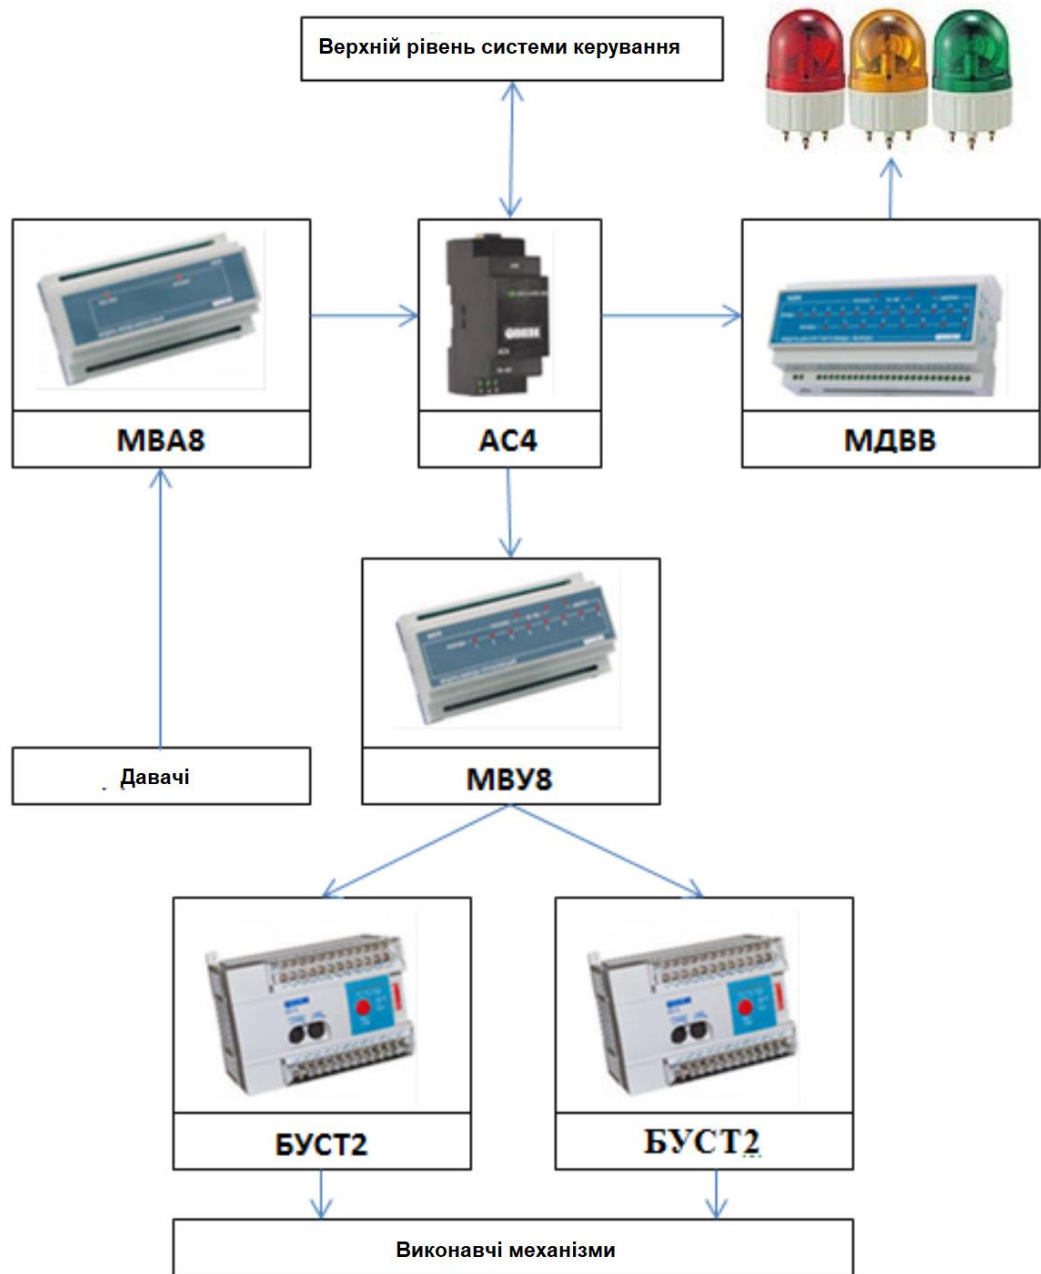 Верхній рівень системи керування
МВА8
АС4
МДВВ
Давачі
МВУ8
БУСТ2
БУСТ2
Виконавчі механізми